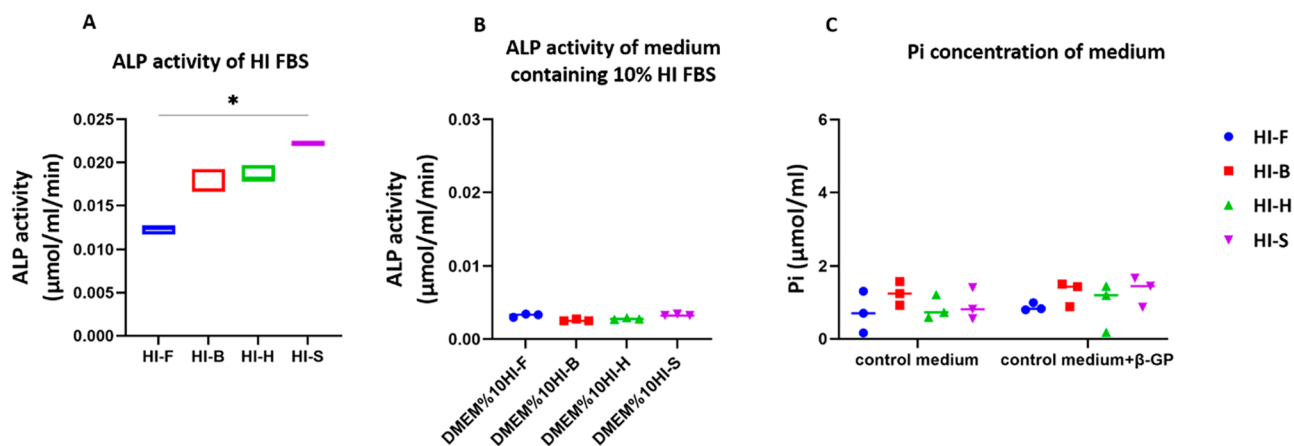 A
ALP activity of HI FBS
*
0.025
0.020
0.015
0.010
0.005
0.000
ALP activity
(µmol/ml/min)
HI-F HI-B HI-H HI-S
B
ALP activity of medium
containing 10% HI FBS
0.03
0.02
0.01
0.00
ALP activity
(µmol/ml/min)
DMEM%10HI-F
DMEM%10HI-B
DMEM%10HI-H
DMEM%10HI-S
C
Pi concentration of medium
6
4
2
0
Pi (µmol/ml)
control medium control medium+β-GP
HI-F
HI-B
HI-H
HI-S